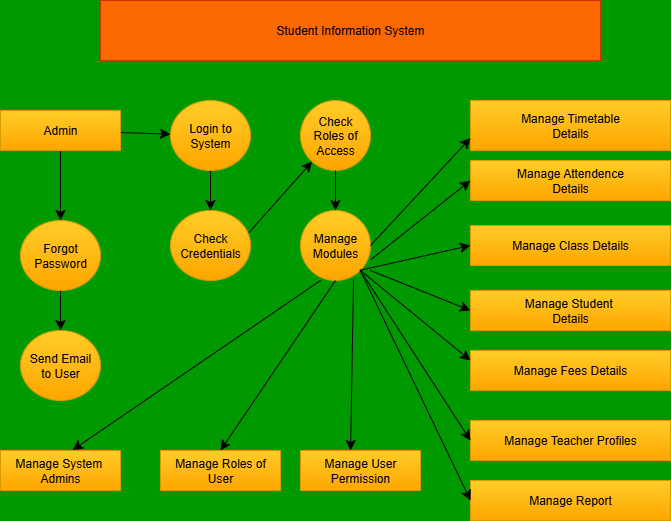 Student Information System
Admin
Login to
System
Check
Roles of
Access
Manage Timetable
Details
Manage Attendence
Details
Forgot
Password
Check
Credentials
Manage
Modules
Manage Class Details
Manage Student
Details
Send Email
to User
Manage Fees Details
Manage Teacher Profiles
Manage System
Admins
Manage Roles of
User
Manage User
Permission
Manage Report